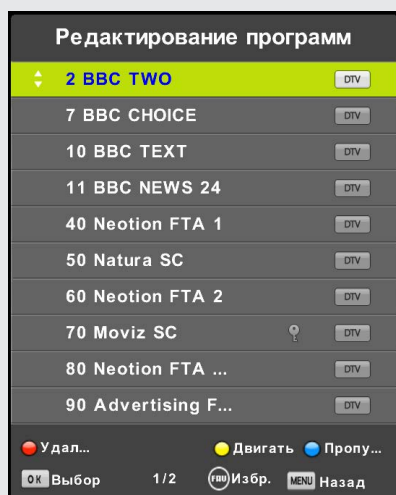 Редактирование программ
2 BBC TWO DTV
7 BBC CHOICE DTV
10 BBC TEXT DTV
11 BBC NEWS 24 DTV
40 Neotion FTA 1 DTV
50 Natura SC DTV
60 Neotion FTA 2 DTV
70 Moviz SC DTV
80 Neotion FTA ... DTV
90 Advertising F... DTV
Удал... Двигать Пропу...
OK Выбор 1/2 FAV Избр. MENU Назад